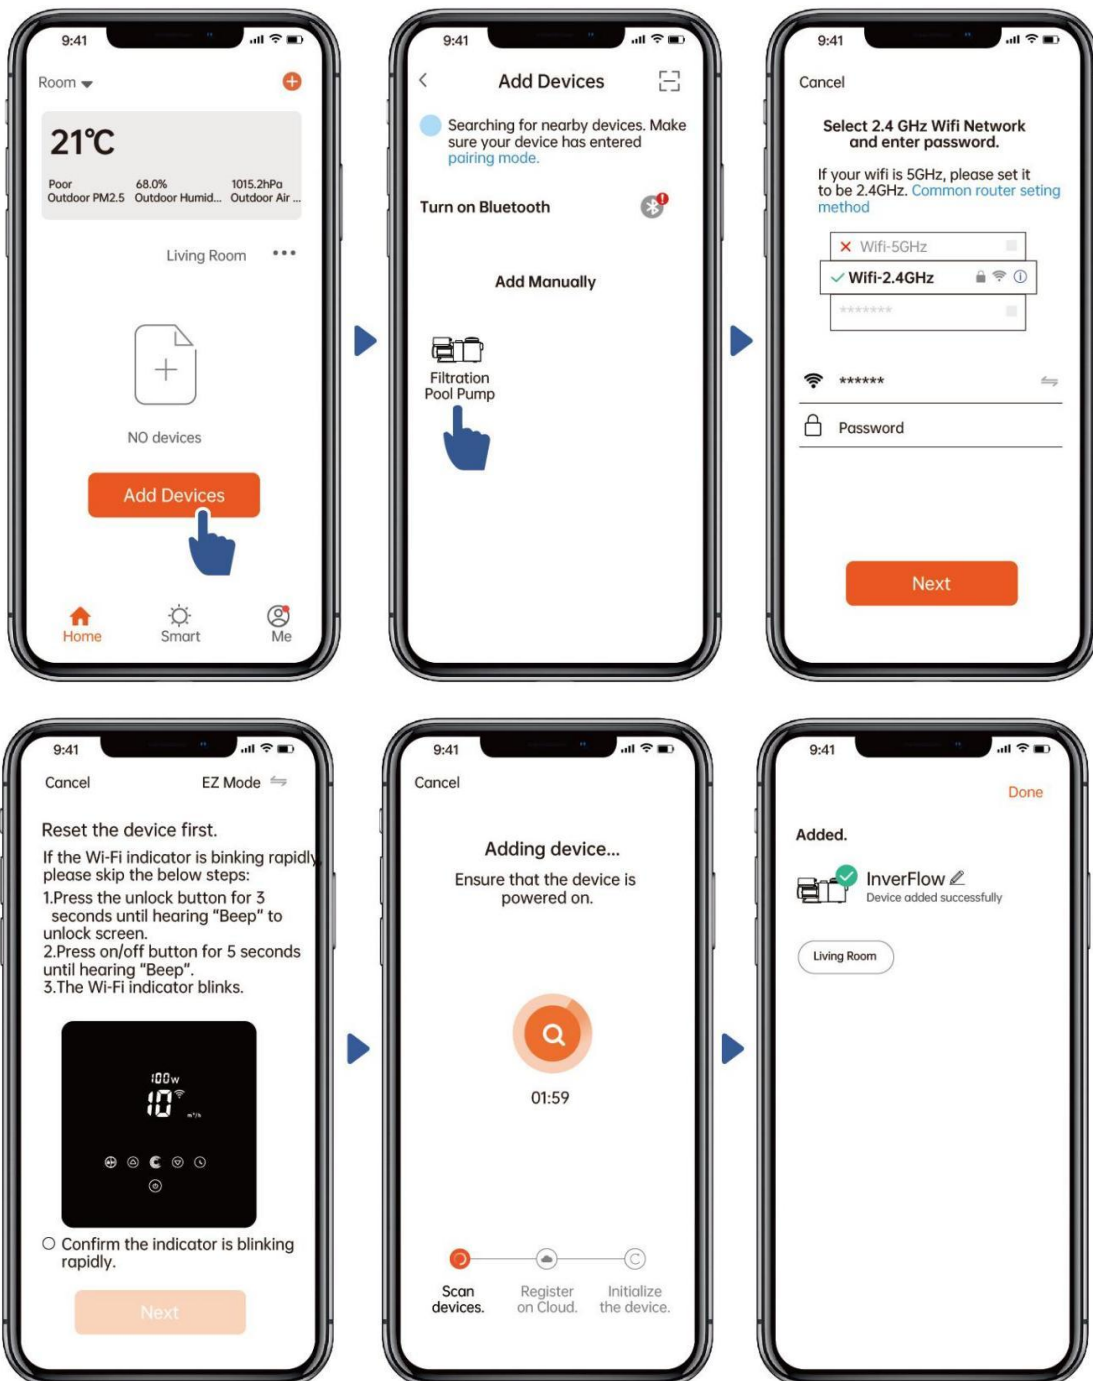 9:41
Room
21℃
Poor 68.0% 1015.2hPa
Outdoor PM2.5 Outdoor Humid... Outdoor Air ...
Living Room
NO devices
Add Devices
Home Smart Me
9:41
Add Devices
Searching for nearby devices. Make
sure your device has entered
pairing mode.
Turn on Bluetooth
Add Manually
Filtration
Pool Pump
9:41
Cancel
Select 2.4 GHz Wifi Network
and enter password.
If your wifi is 5GHz, please set it
to be 2.4GHz. Common router seting
method
Wifi-5GHz
Wifi-2.4GHz
*******
******
Password
Next
9:41
Cancel EZ Mode
Reset the device first.
If the Wi-Fi indicator is binking rapidly,
please skip the below steps:
1.Press the unlock button for 3
seconds until hearing “Beep” to
unlock screen.
2.Press on/off button for 5 seconds
until hearing “Beep”.
3.The Wi-Fi indicator blinks.
100w
10
m³/h
Confirm the indicator is blinking
rapidly.
Next
9:41
Cancel
Adding device...
Ensure that the device is
powered on.
01:59
Scan Register Initialize
devices. on Cloud. the device.
9:41
Done
Added.
InverFlow
Device added successfully
Living Room